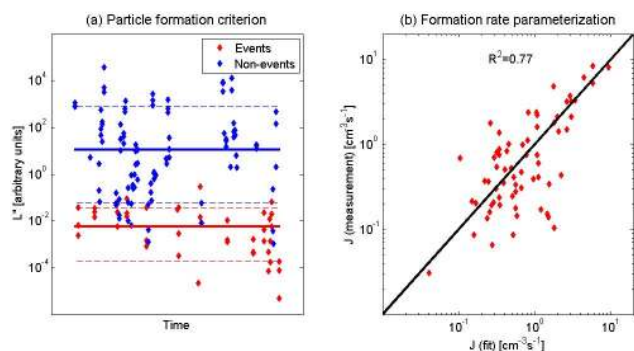 (a) Particle formation criterion
(b) Formation rate parameterization
Events
Non-events
10^4
10^2
10^0
10^-2
10^-4
L* [arbitrary units]
Time
R^2=0.77
10^1
10^0
10^-1
J (measurement) [cm^-3s^-1]
10^-1
10^0
10^1
J (fit) [cm^-3s^-1]